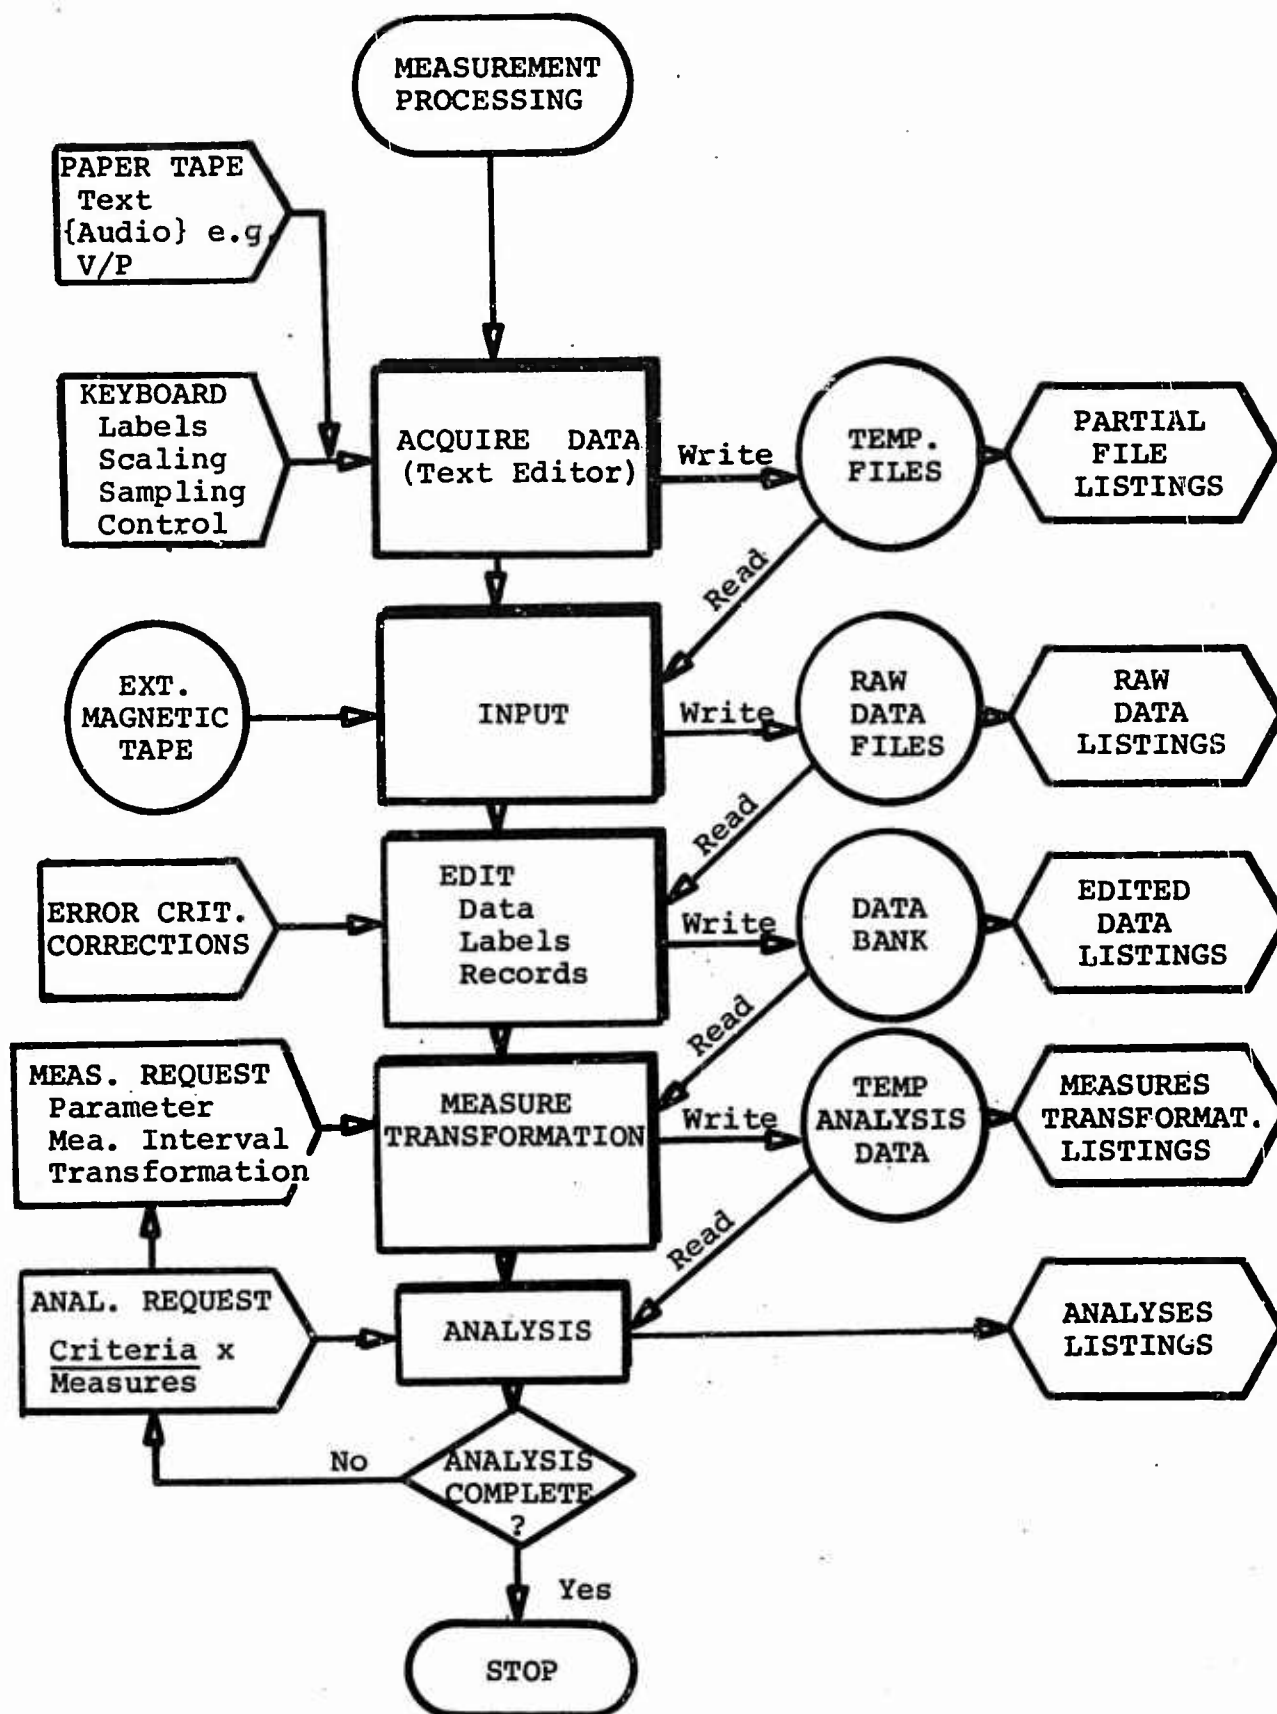 MEASUREMENT
PROCESSING
PAPER TAPE
Text
{Audio} e.g.
V/P
KEYBOARD
Labels
Scaling
Sampling
Control
ACQUIRE DATA
(Text Editor)
Write
TEMP.
FILES
PARTIAL
FILE
LISTINGS
Read
EXT.
MAGNETIC
TAPE
INPUT
Write
RAW
DATA
FILES
RAW
DATA
LISTINGS
Read
ERROR CRIT.
CORRECTIONS
EDIT
Data
Labels
Records
Write
DATA
BANK
EDITED
DATA
LISTINGS
Read
MEAS. REQUEST
Parameter
Mea. Interval
Transformation
MEASURE
TRANSFORMATION
Write
TEMP
ANALYSIS
DATA
MEASURES
TRANSFORMAT.
LISTINGS
Read
ANAL. REQUEST
Criteria x
Measures
ANALYSIS
ANALYSES
LISTINGS
No
ANALYSIS
COMPLETE
?
Yes
STOP